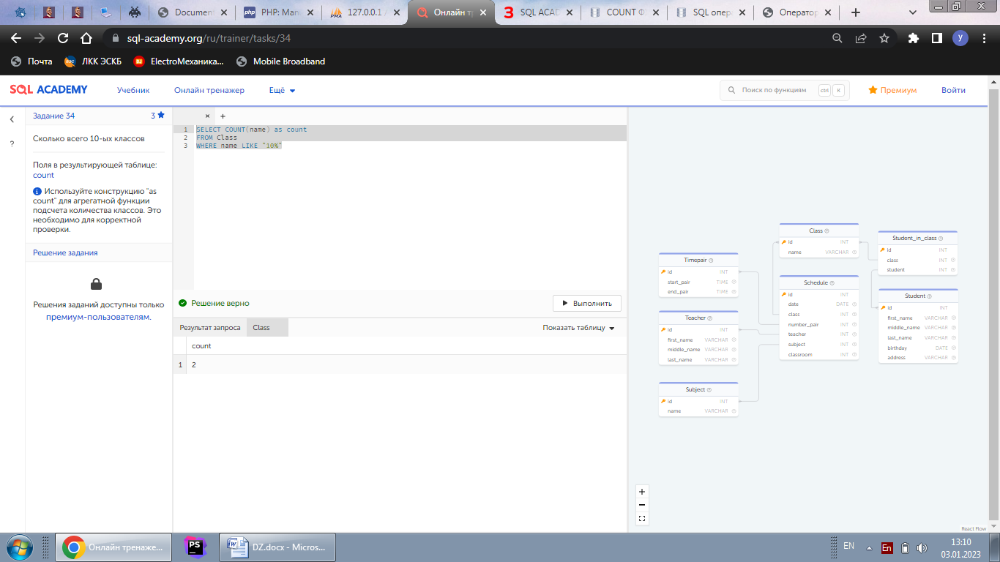 Document
PHP: Man
127.0.0.1 /
Онлайн тр
SQL ACAD
COUNT Ф
SQL опер
Оператор
sql-academy.org/ru/trainer/tasks/34
y
Почта
ЛКК ЭСКБ
ElectroМеханика...
Mobile Broadband
SQL ACADEMY
Учебник
Онлайн тренажер
Ещё
Поиск по функциям
ctrl
K
Премиум
Войти
Задание 34
3
Сколько всего 10-ых классов
Поля в результирующей таблице:
count
Используйте конструкцию "as
count" для агрегатной функции
подсчета количества классов. Это
необходимо для корректной
проверки.
Решение задания
Решения заданий доступны только
премиум-пользователям.
1 SELECT COUNT(name) as count
2 FROM Class
3 WHERE name LIKE "10%"
Решение верно
Выполнить
Результат запроса
Class
Показать таблицу
count
1 2
Timepair
id INT
start_pair TIME
end_pair TIME
Teacher
id INT
first_name VARCHAR
middle_name VARCHAR
last_name VARCHAR
Subject
id INT
name VARCHAR
Class
id INT
name VARCHAR
Schedule
id INT
date DATE
class INT
number_pair INT
teacher INT
subject INT
classroom INT
Student_in_class
id INT
class INT
student INT
Student
id INT
first_name VARCHAR
middle_name VARCHAR
last_name VARCHAR
birthday DATE
address VARCHAR
React Flow
Онлайн тренаже...
PS
DZ.docx - Micros...
EN
En
13:10
03.01.2023